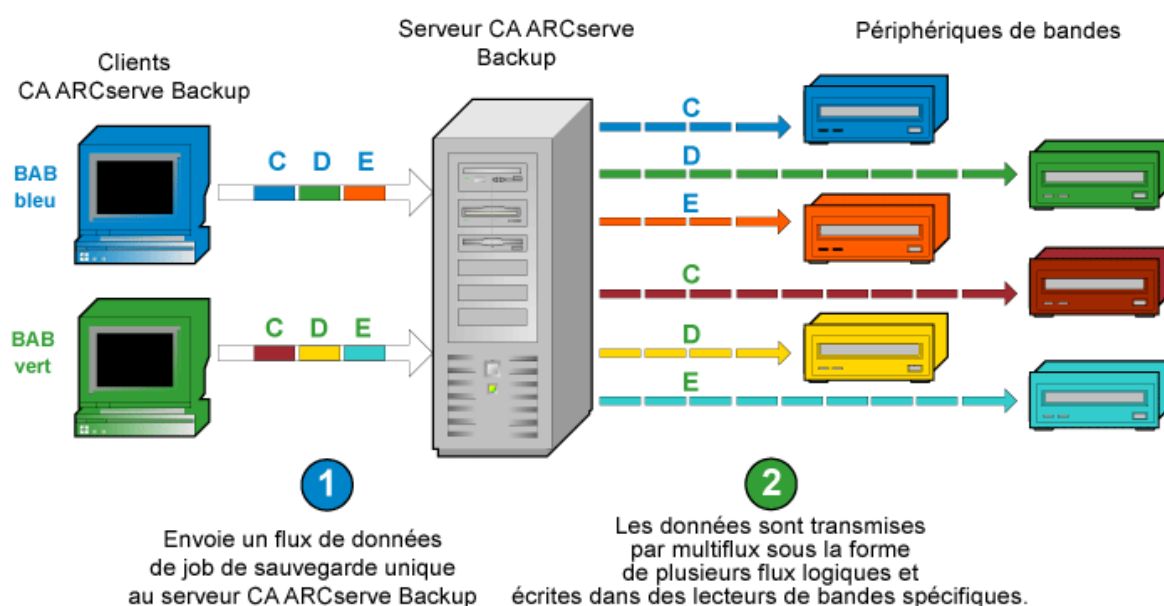 Clients
CA ARCserve Backup
Serveur CA ARCserve
Backup
Périphériques de bandes
BAB
bleu
C D E
BAB
vert
C D E
C
D
E
C
D
E
1
Envoie un flux de données
de job de sauvegarde unique
au serveur CA ARCserve Backup
2
Les données sont transmises
par multiflux sous la forme
de plusieurs flux logiques et
écrites dans des lecteurs de bandes spécifiques.